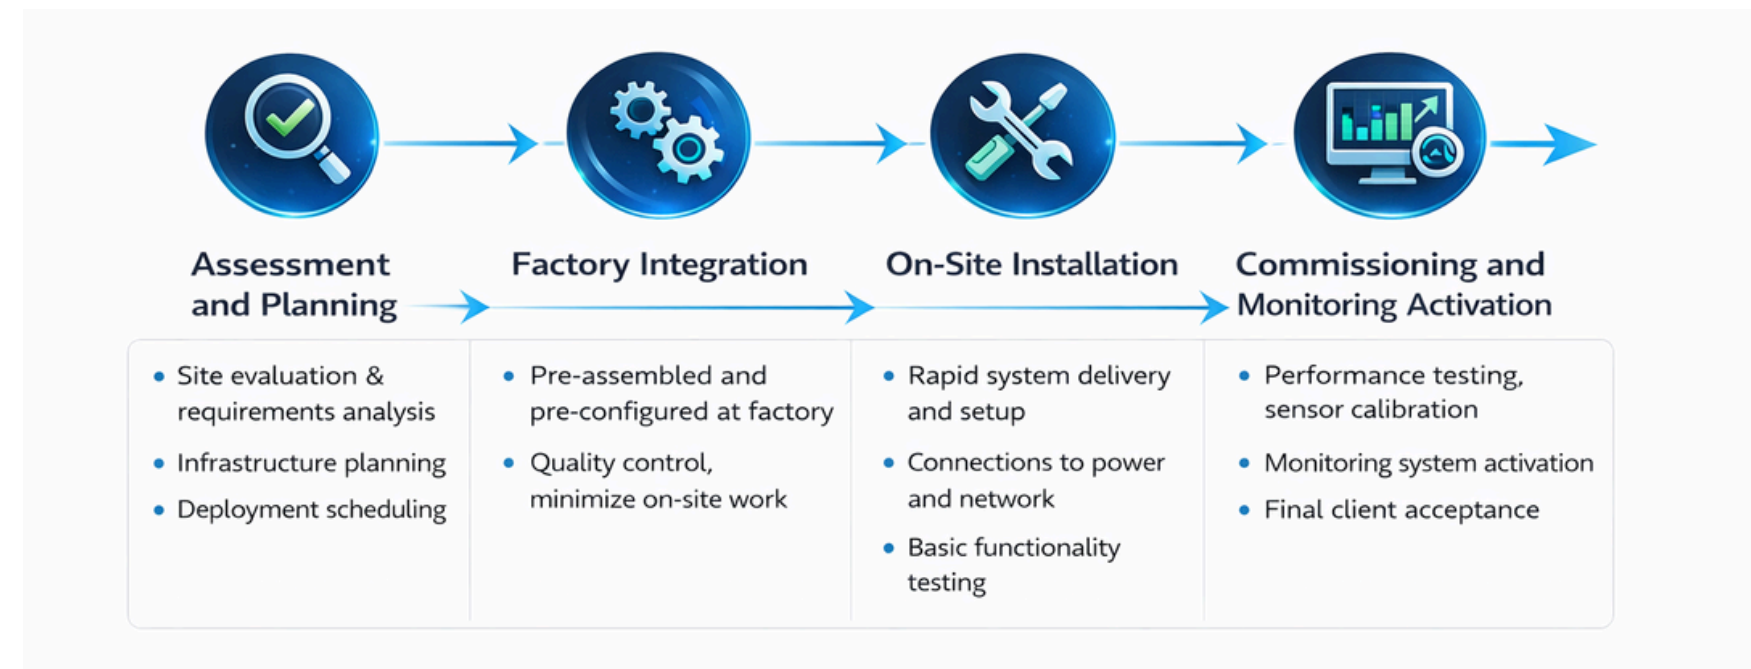 Assessment
and Planning
Factory Integration
On-Site Installation
Commissioning and
Monitoring Activation
• Site evaluation &
requirements analysis
• Infrastructure planning
• Deployment scheduling
• Pre-assembled and
pre-configured at factory
• Quality control,
minimize on-site work
• Rapid system delivery
and setup
• Connections to power
and network
• Basic functionality
testing
• Performance testing,
sensor calibration
• Monitoring system activation
• Final client acceptance